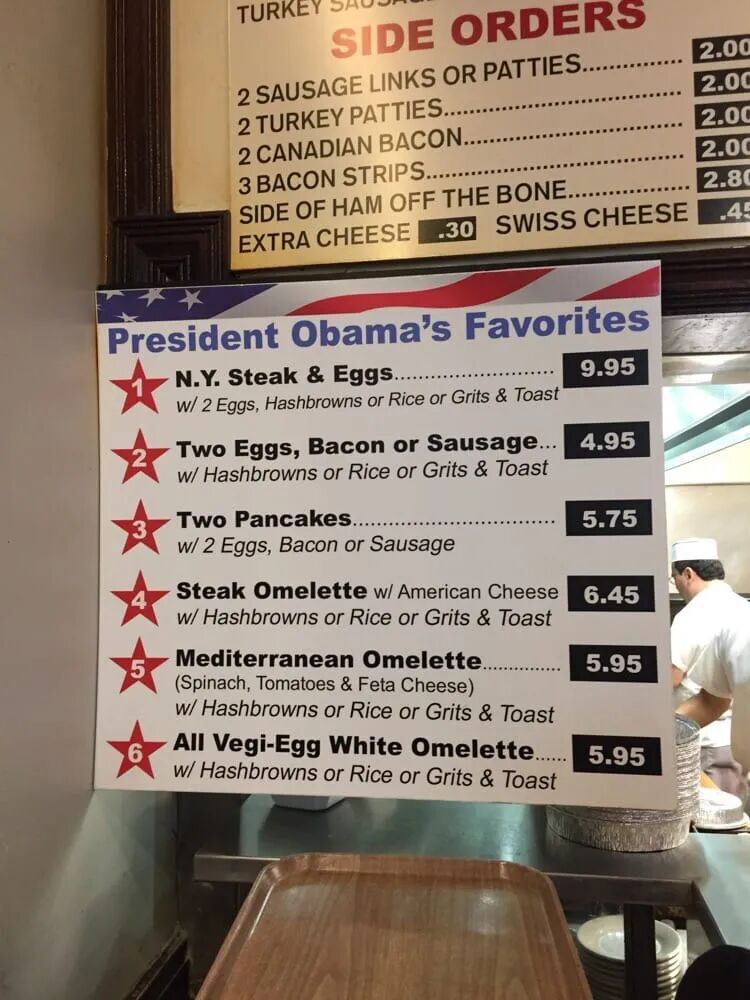 TURKEY SAUSAG
SIDE ORDERS
2 SAUSAGE LINKS OR PATTIES............... 2.00
2 TURKEY PATTIES................................... 2.00
2 CANADIAN BACON................................ 2.00
3 BACON STRIPS..................................... 2.00
SIDE OF HAM OFF THE BONE................. 2.80
EXTRA CHEESE .30 SWISS CHEESE .45
President Obama's Favorites
1 N.Y. Steak & Eggs.......................... 9.95
w/ 2 Eggs, Hashbrowns or Rice or Grits & Toast
2 Two Eggs, Bacon or Sausage... 4.95
w/ Hashbrowns or Rice or Grits & Toast
3 Two Pancakes................................. 5.75
w/ 2 Eggs, Bacon or Sausage
4 Steak Omelette w/ American Cheese 6.45
w/ Hashbrowns or Rice or Grits & Toast
5 Mediterranean Omelette............. 5.95
(Spinach, Tomatoes & Feta Cheese)
w/ Hashbrowns or Rice or Grits & Toast
6 All Vegi-Egg White Omelette..... 5.95
w/ Hashbrowns or Rice or Grits & Toast